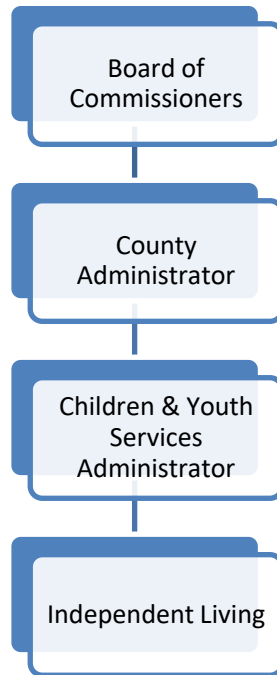 Board of
Commissioners
County
Administrator
Children & Youth
Services
Administrator
Independent Living